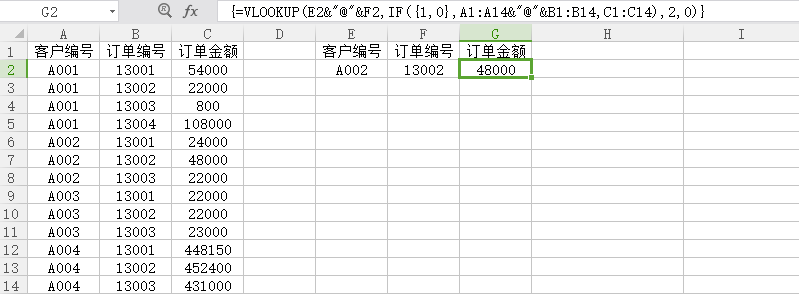 G2 fx {=VLOOKUP(E2&"@"&F2,IF({1,0},A1:A14&"@"&B1:B14,C1:C14),2,0)}
A B C D E F G H I
1 客户编号 订单编号 订单金额 客户编号 订单编号 订单金额
2 A001 13001 54000 A002 13002 48000
3 A001 13002 22000
4 A001 13003 800
5 A001 13004 108000
6 A002 13001 24000
7 A002 13002 48000
8 A002 13003 22000
9 A003 13001 22000
10 A003 13002 22000
11 A003 13003 23000
12 A004 13001 448150
13 A004 13002 452400
14 A004 13003 431000